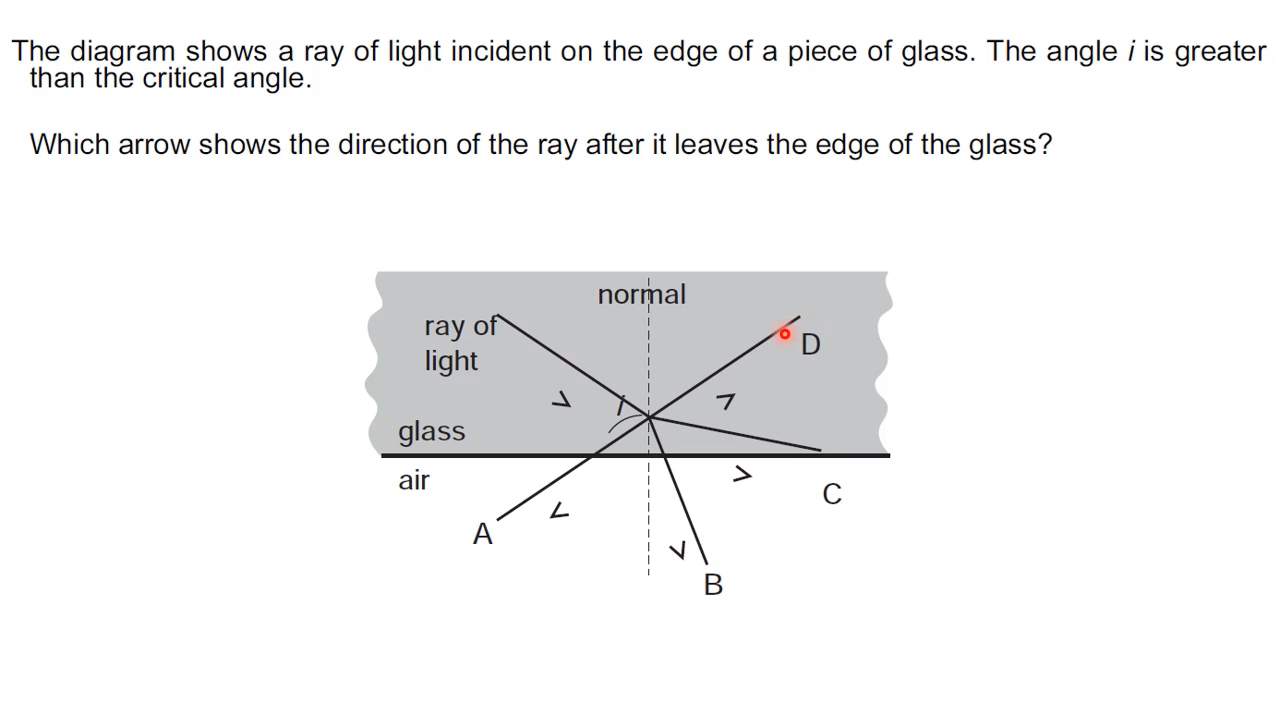 The diagram shows a ray of light incident on the edge of a piece of glass. The angle i is greater
than the critical angle.
Which arrow shows the direction of the ray after it leaves the edge of the glass?
normal
ray of
light
D
i
glass
air
C
A
B